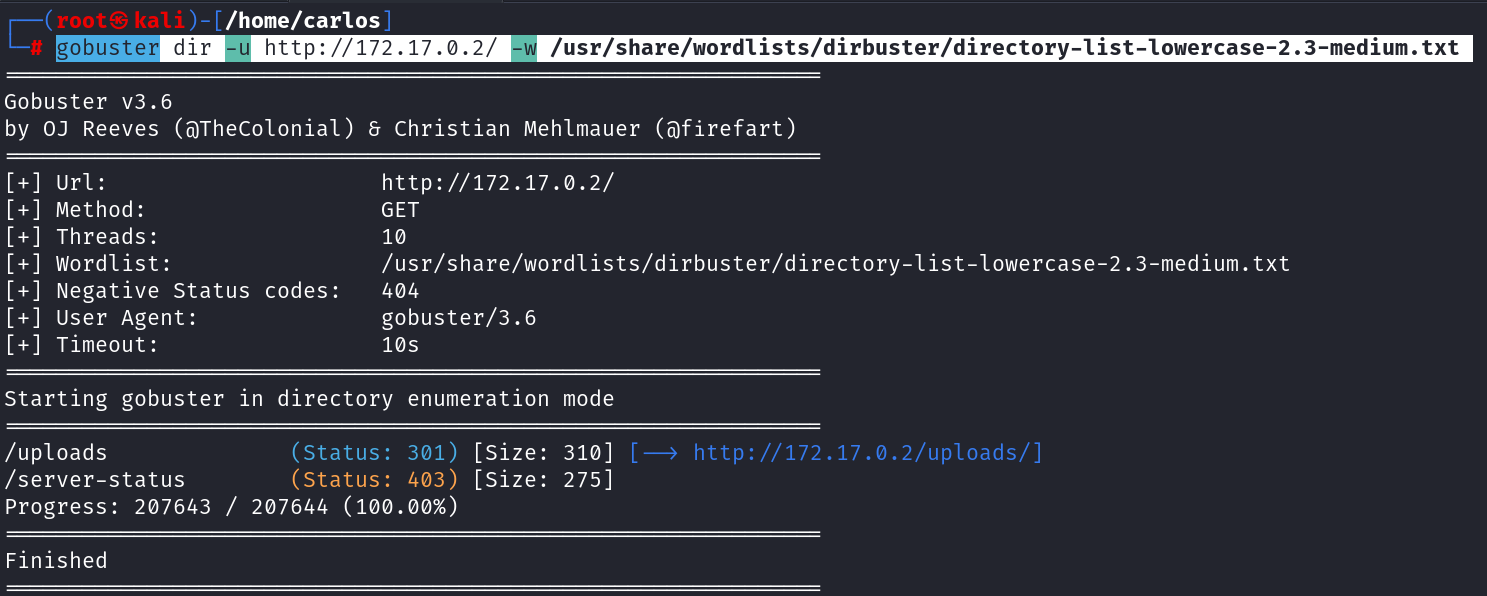 ┌──(root㉿kali)-[/home/carlos]
└─# gobuster dir -u http://172.17.0.2/ -w /usr/share/wordlists/dirbuster/directory-list-lowercase-2.3-medium.txt
===============================================================
Gobuster v3.6
by OJ Reeves (@TheColonial) & Christian Mehlmauer (@firefart)
===============================================================
[+] Url:                     http://172.17.0.2/
[+] Method:                  GET
[+] Threads:                 10
[+] Wordlist:                /usr/share/wordlists/dirbuster/directory-list-lowercase-2.3-medium.txt
[+] Negative Status codes:   404
[+] User Agent:              gobuster/3.6
[+] Timeout:                 10s
===============================================================
Starting gobuster in directory enumeration mode
===============================================================
/uploads              (Status: 301) [Size: 310] [--> http://172.17.0.2/uploads/]
/server-status        (Status: 403) [Size: 275]
Progress: 207643 / 207644 (100.00%)
===============================================================
Finished
===============================================================